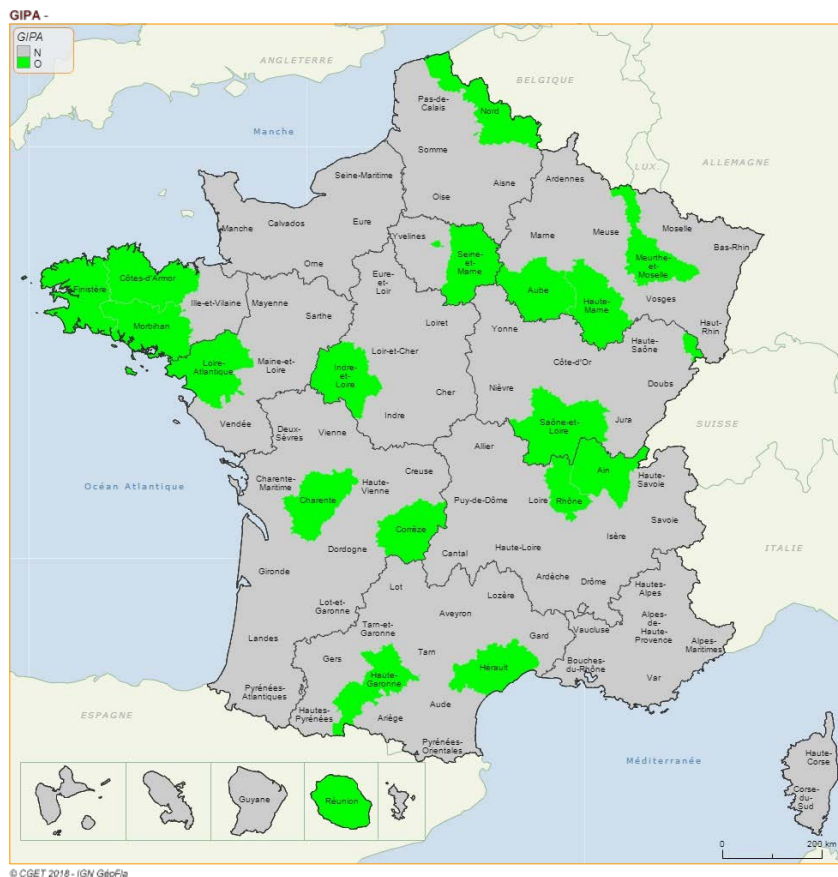 GIPA -
GIPA
N
O
ANGLETERRE
BELGIQUE
Pas-de-
Calais
Nord
Manche
Somme
LUX.
ALLEMAGNE
Seine-Maritime
Aisne
Ardennes
Oise
Manche
Calvados
Eure
Yvelines
Seine-
et-
Marne
Marne
Meuse
Moselle
Bas-Rhin
Meurthe-
et-
Moselle
Orne
Eure-
et-
Loir
Aube
Haute-
Marne
Vosges
Finistère
Côtes-d'Armor
Ille-et-Vilaine
Mayenne
Sarthe
Morbihan
Loiret
Yonne
Haute-
Saône
Haut-
Rhin
Loire-
Atlantique
Maine-et-
Loire
Indre-
et-Loire
Loir-et-Cher
Côte-d'Or
Doubs
Cher
Nièvre
Vendée
Deux-
Sèvres
Vienne
Indre
Saône-et-
Loire
Jura
SUISSE
Allier
Océan Atlantique
Charente-
Maritime
Charente
Haute-
Vienne
Creuse
Puy-de-Dôme
Loire
Rhône
Ain
Haute-
Savoie
Savoie
Corrèze
Isère
ITALIE
Dordogne
Cantal
Haute-Loire
Gironde
Ardèche
Drôme
Hautes-
Alpes
Lot
Lozère
Lot-et-
Garonne
Aveyron
Landes
Tarn-et-
Garonne
Gard
Vaucluse
Alpes-
de-
Haute-
Provence
Alpes-
Maritimes
Gers
Tarn
Hérault
Bouches-
du-Rhône
Var
Haute-
Garonne
Pyrénées-
Atlantiques
Hautes-
Pyrénées
Ariège
Aude
ESPAGNE
Pyrénées-
Orientales
Méditerranée
Haute-
Corse
Corse-
du-
Sud
Guyane
Réunion
0 200 km
© CGET 2018 - IGN GéoFla